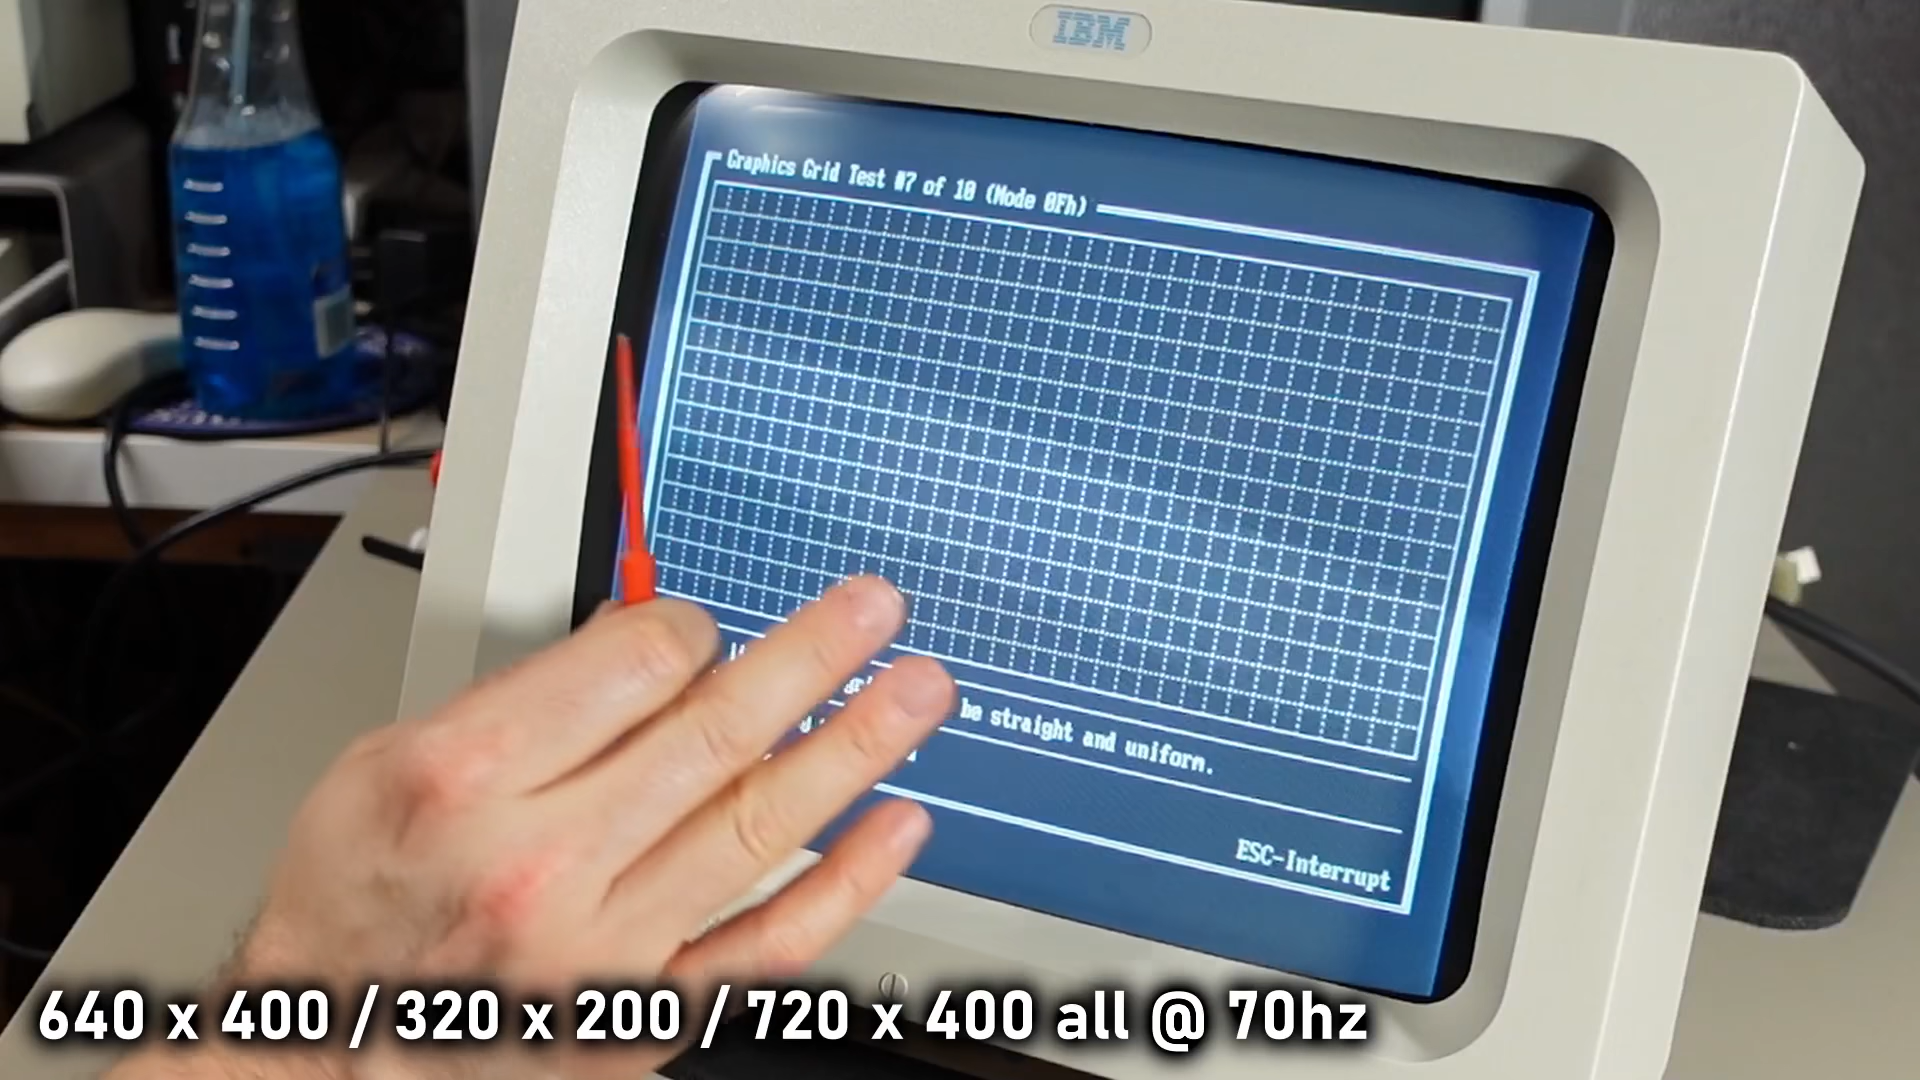 IBM
Graphics Grid Test #7 of 10 (Mode 0Fh)
be straight and uniform.
ESC-Interrupt
640 x 400 / 320 x 200 / 720 x 400 all @ 70hz